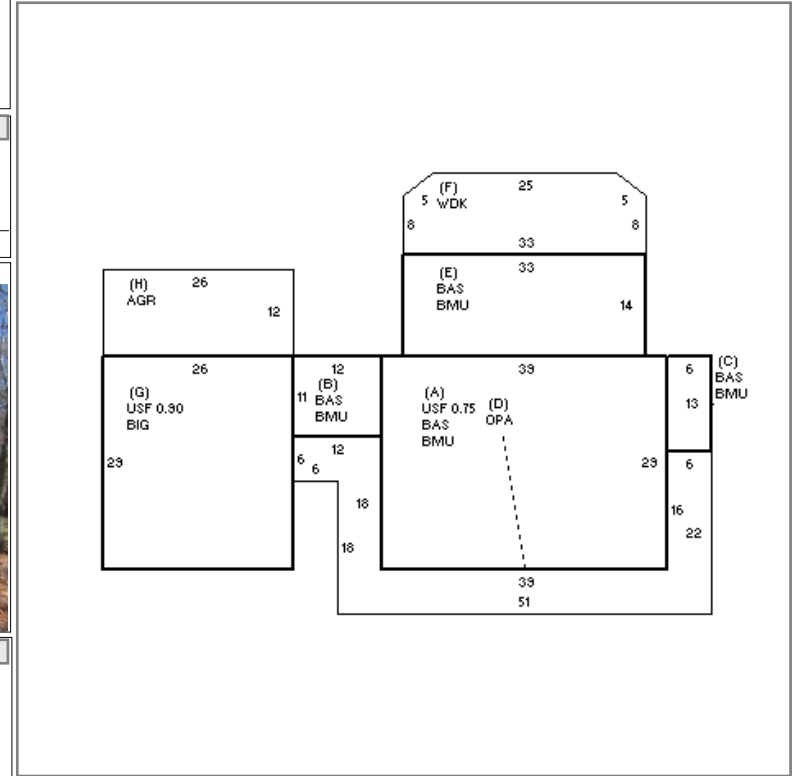 (F)
WDK
25
5
5
8
8
33
(E)
BAS
BMU
33
14
(H)
AGR
26
12
(G)
USF 0.90
BIG
26
29
12
11
(B)
BAS
BMU
12
6
6
18
18
(A)
USF 0.75
BAS
BMU
39
(D)
OPA
29
39
51
6
13
(C)
BAS
BMU
6
16
22